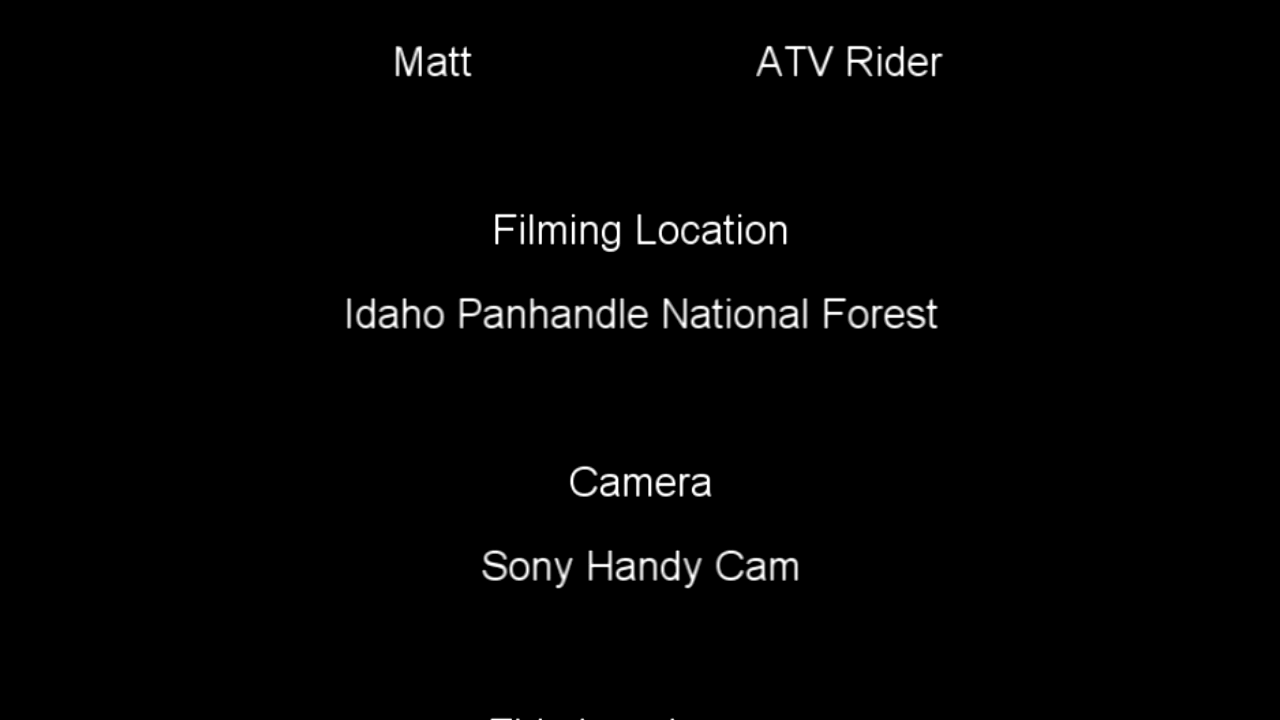 Matt ATV Rider
Filming Location
Idaho Panhandle National Forest
Camera
Sony Handy Cam